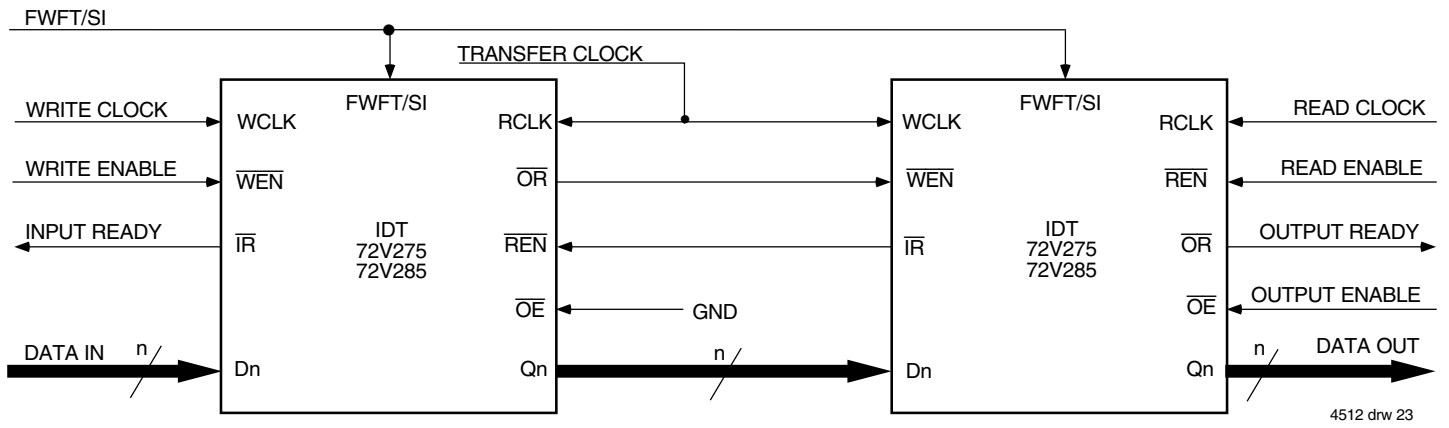 FWFT/SI
TRANSFER CLOCK
FWFT/SI
FWFT/SI
WRITE CLOCK
WCLK
RCLK
WCLK
RCLK
READ CLOCK
WRITE ENABLE
WEN
OR
WEN
REN
READ ENABLE
INPUT READY
IR
IDT
72V275
72V285
REN
IR
IDT
72V275
72V285
OR
OUTPUT READY
OE
GND
OE
OUTPUT ENABLE
DATA IN
n
Dn
Qn
n
Dn
Qn
n
DATA OUT
4512 drw 23